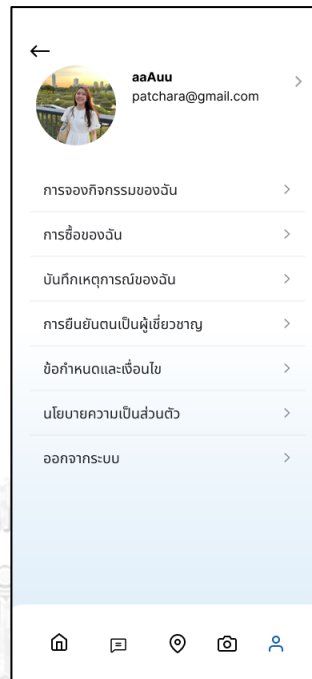 aaAuu
patchara@gmail.com
การจองกิจกรรมของฉัน
การซื้อของฉัน
บันทึกเหตุการณ์ของฉัน
การยืนยันตนเป็นผู้เชี่ยวชาญ
ข้อกำหนดและเงื่อนไข
นโยบายความเป็นส่วนตัว
ออกจากระบบ